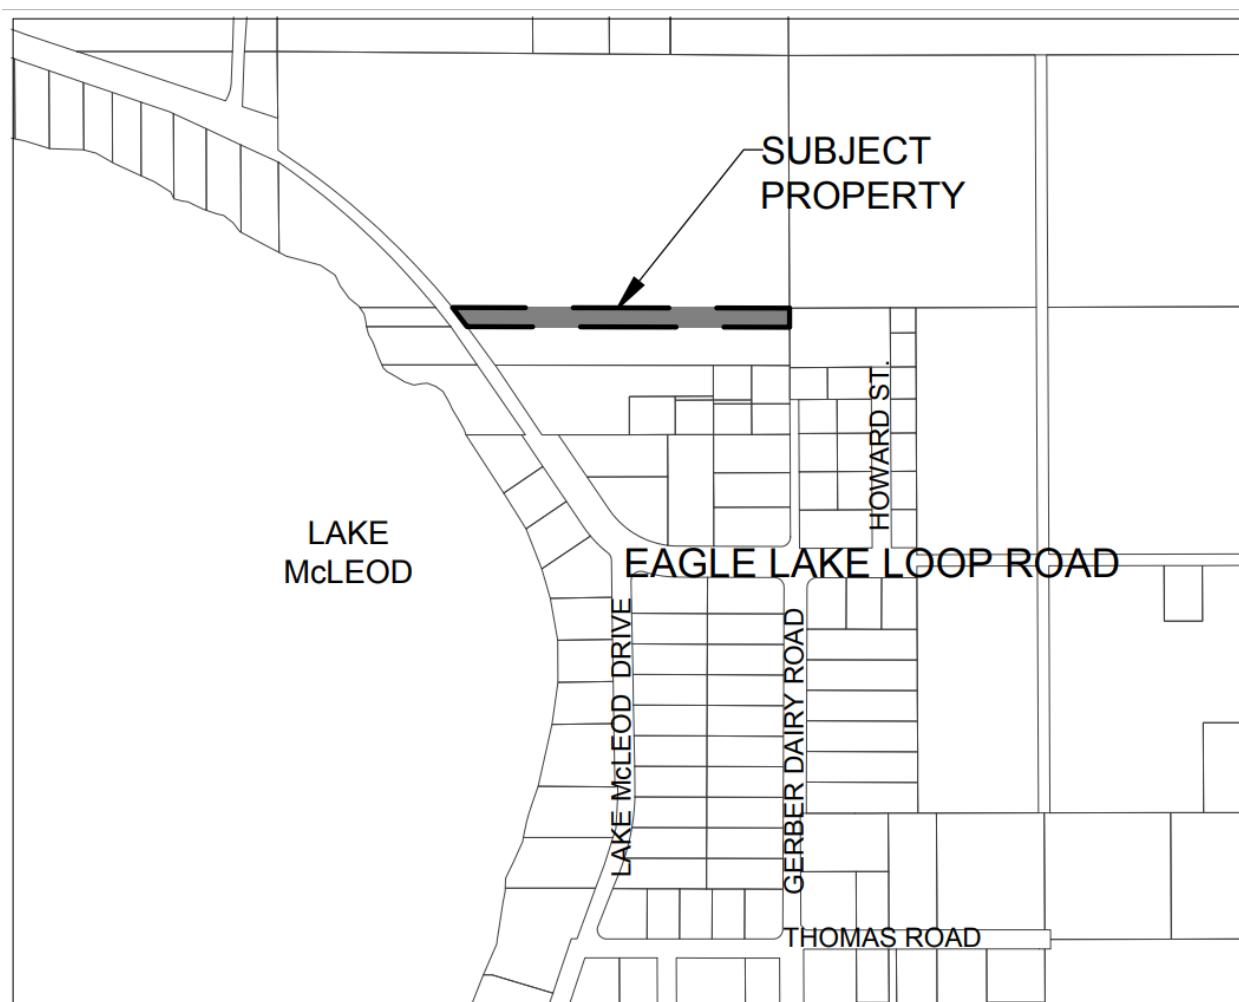 SUBJECT
PROPERTY
HOWARD ST.
LAKE
McLEOD
EAGLE LAKE LOOP ROAD
LAKE McLEOD DRIVE
GERBER DAIRY ROAD
THOMAS ROAD